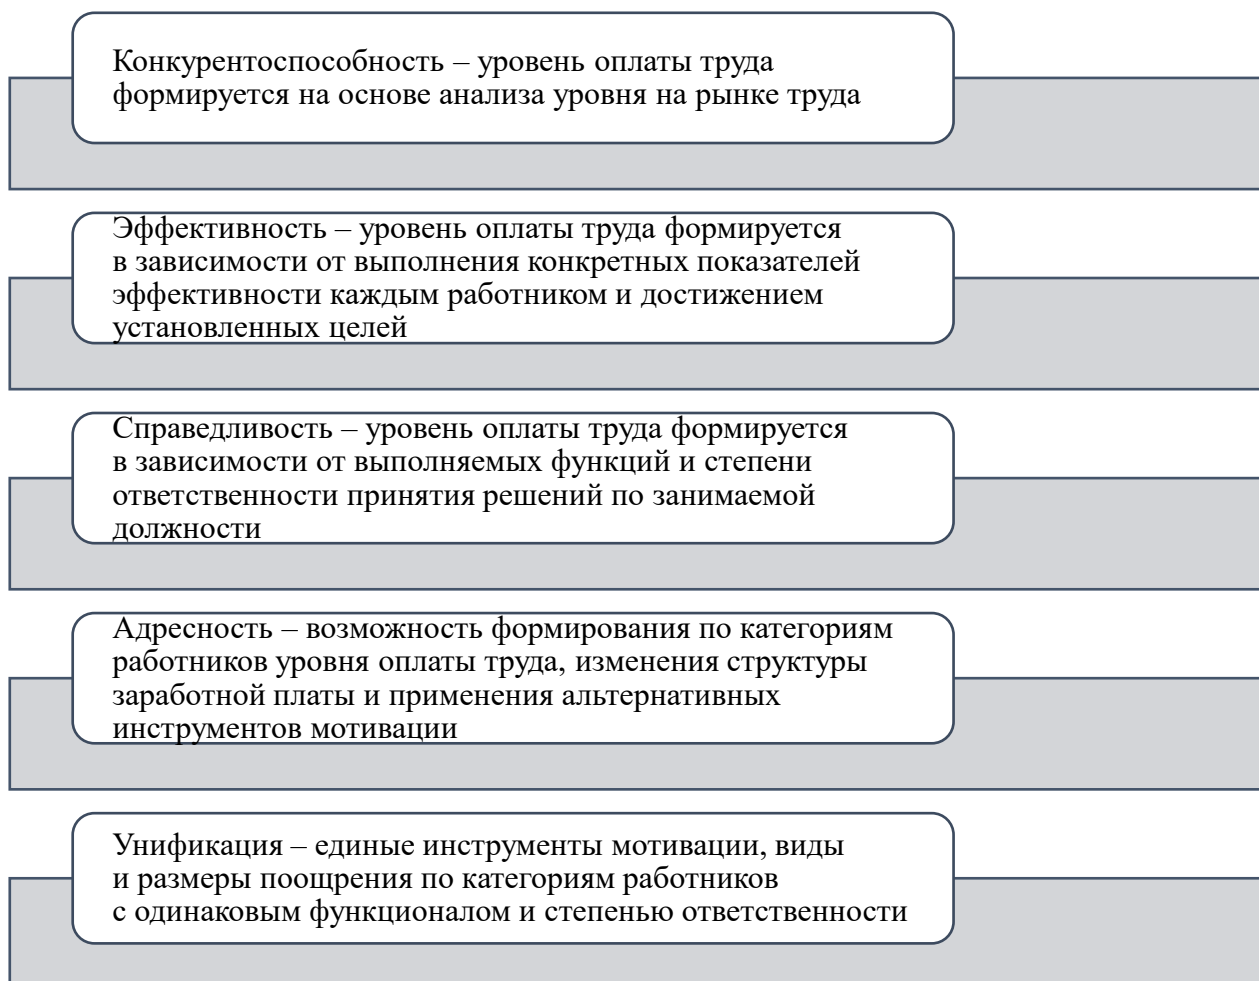 Конкурентоспособность – уровень оплаты труда
формируется на основе анализа уровня на рынке труда
Эффективность – уровень оплаты труда формируется
в зависимости от выполнения конкретных показателей
эффективности каждым работником и достижением
установленных целей
Справедливость – уровень оплаты труда формируется
в зависимости от выполняемых функций и степени
ответственности принятия решений по занимаемой
должности
Адресность – возможность формирования по категориям
работников уровня оплаты труда, изменения структуры
заработной платы и применения альтернативных
инструментов мотивации
Унификация – единые инструменты мотивации, виды
и размеры поощрения по категориям работников
с одинаковым функционалом и степенью ответственности